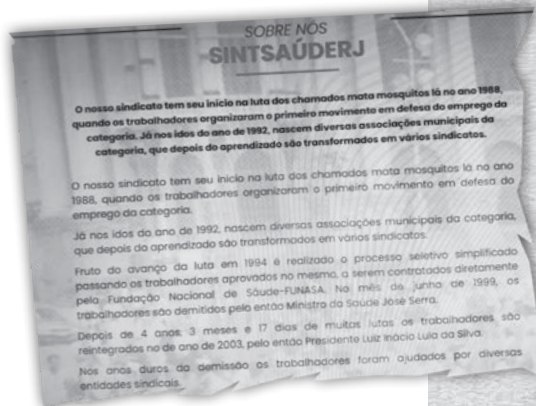 SOBRE NÓS
SINTSAÚDERJ
O nosso sindicato tem seu início na luta dos chamados mata mosquitos lá no ano 1988,
quando os trabalhadores organizaram o primeiro movimento em defesa do emprego da
categoria. Já nos idos do ano de 1992, nascem diversas associações municipais da
categoria, que depois do aprendizado são transformados em vários sindicatos.
O nosso sindicato tem seu início na luta dos chamados mata mosquitos lá no ano
1988, quando os trabalhadores organizaram o primeiro movimento em defesa do
emprego da categoria.
Já nos idos do ano de 1992, nascem diversas associações municipais da categoria,
que depois do aprendizado são transformados em vários sindicatos.
Fruto do avanço da luta em 1994 é realizado o processo seletivo simplificado
passando os trabalhadores aprovados no mesmo, a serem contratados diretamente
pela Fundação Nacional de Saúde-FUNASA. No mês de junho de 1999, os
trabalhadores são demitidos pelo então Ministro da Saúde José Serra.
Depois de 4 anos 3 meses e 17 dias de muitas lutas os trabalhadores são
reintegrados no de ano de 2003, pelo então Presidente Luiz Inácio Lula da Silva.
Nos anos duros da demissão os trabalhadores foram ajudados por diversas
entidades sindicais.